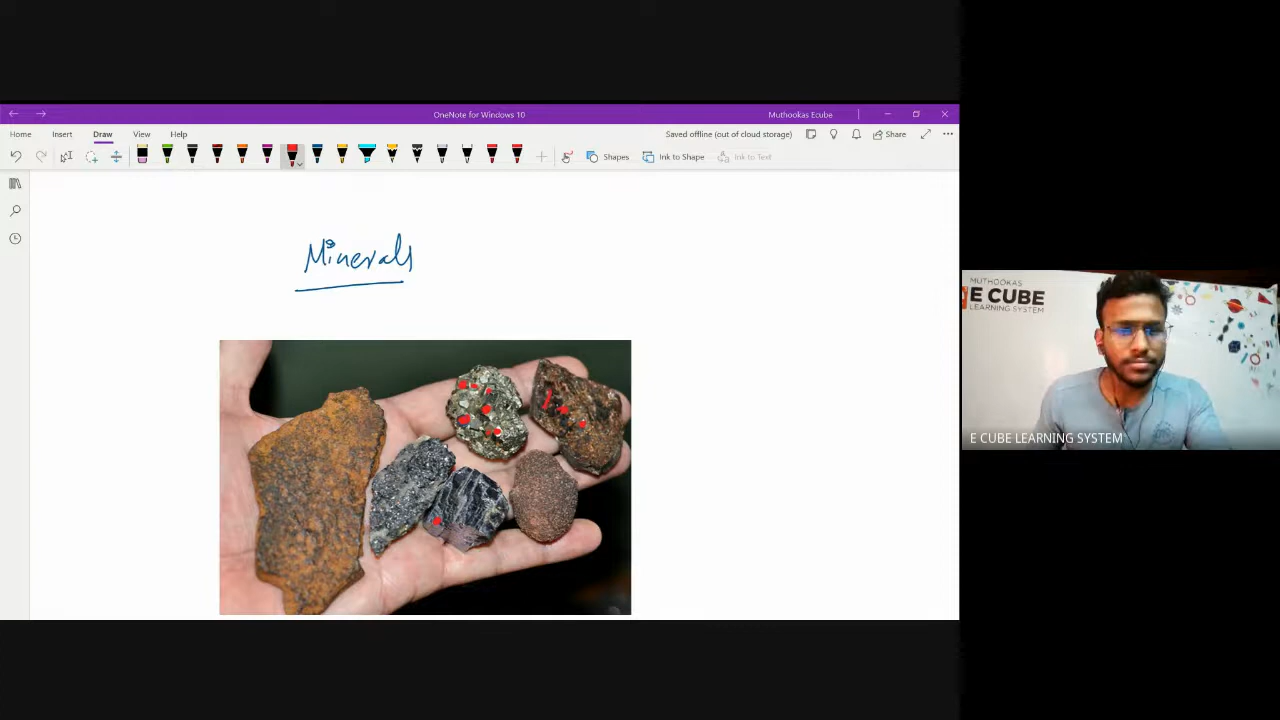 OneNote for Windows 10
Muthookas Ecube
Home Insert Draw View Help
Saved offline (out of cloud storage)
Share
Shapes
Ink to Shape
Ink to Text
Minerals
MUTHOOKAS
E CUBE
LEARNING SYSTEM
E CUBE LEARNING SYSTEM